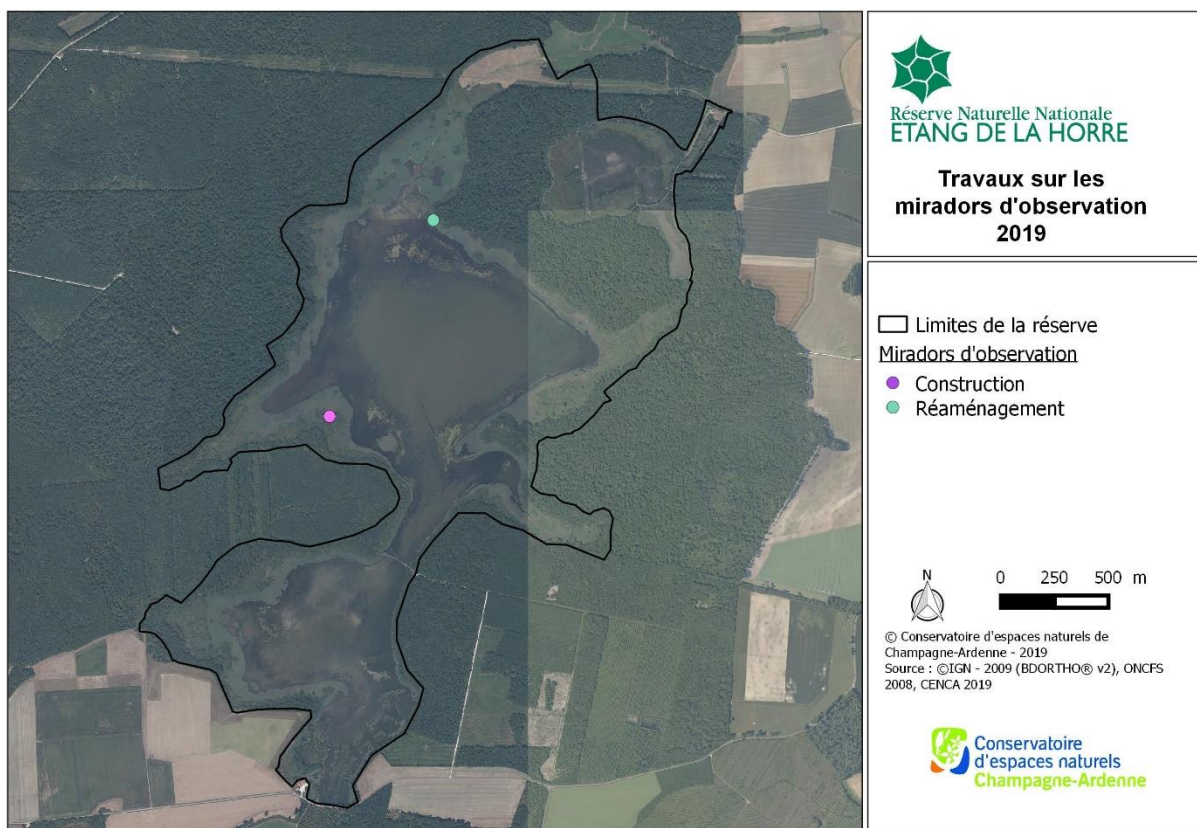 Réserve Naturelle Nationale
ETANG DE LA HORRE
Travaux sur les
miradors d'observation
2019
Limites de la réserve
Miradors d'observation
Construction
Réaménagement
N
0 250 500 m
© Conservatoire d'espaces naturels de
Champagne-Ardenne - 2019
Source : ©IGN - 2009 (BDORTHO® v2), ONCFS
2008, CENCA 2019
Conservatoire
d'espaces naturels
Champagne-Ardenne